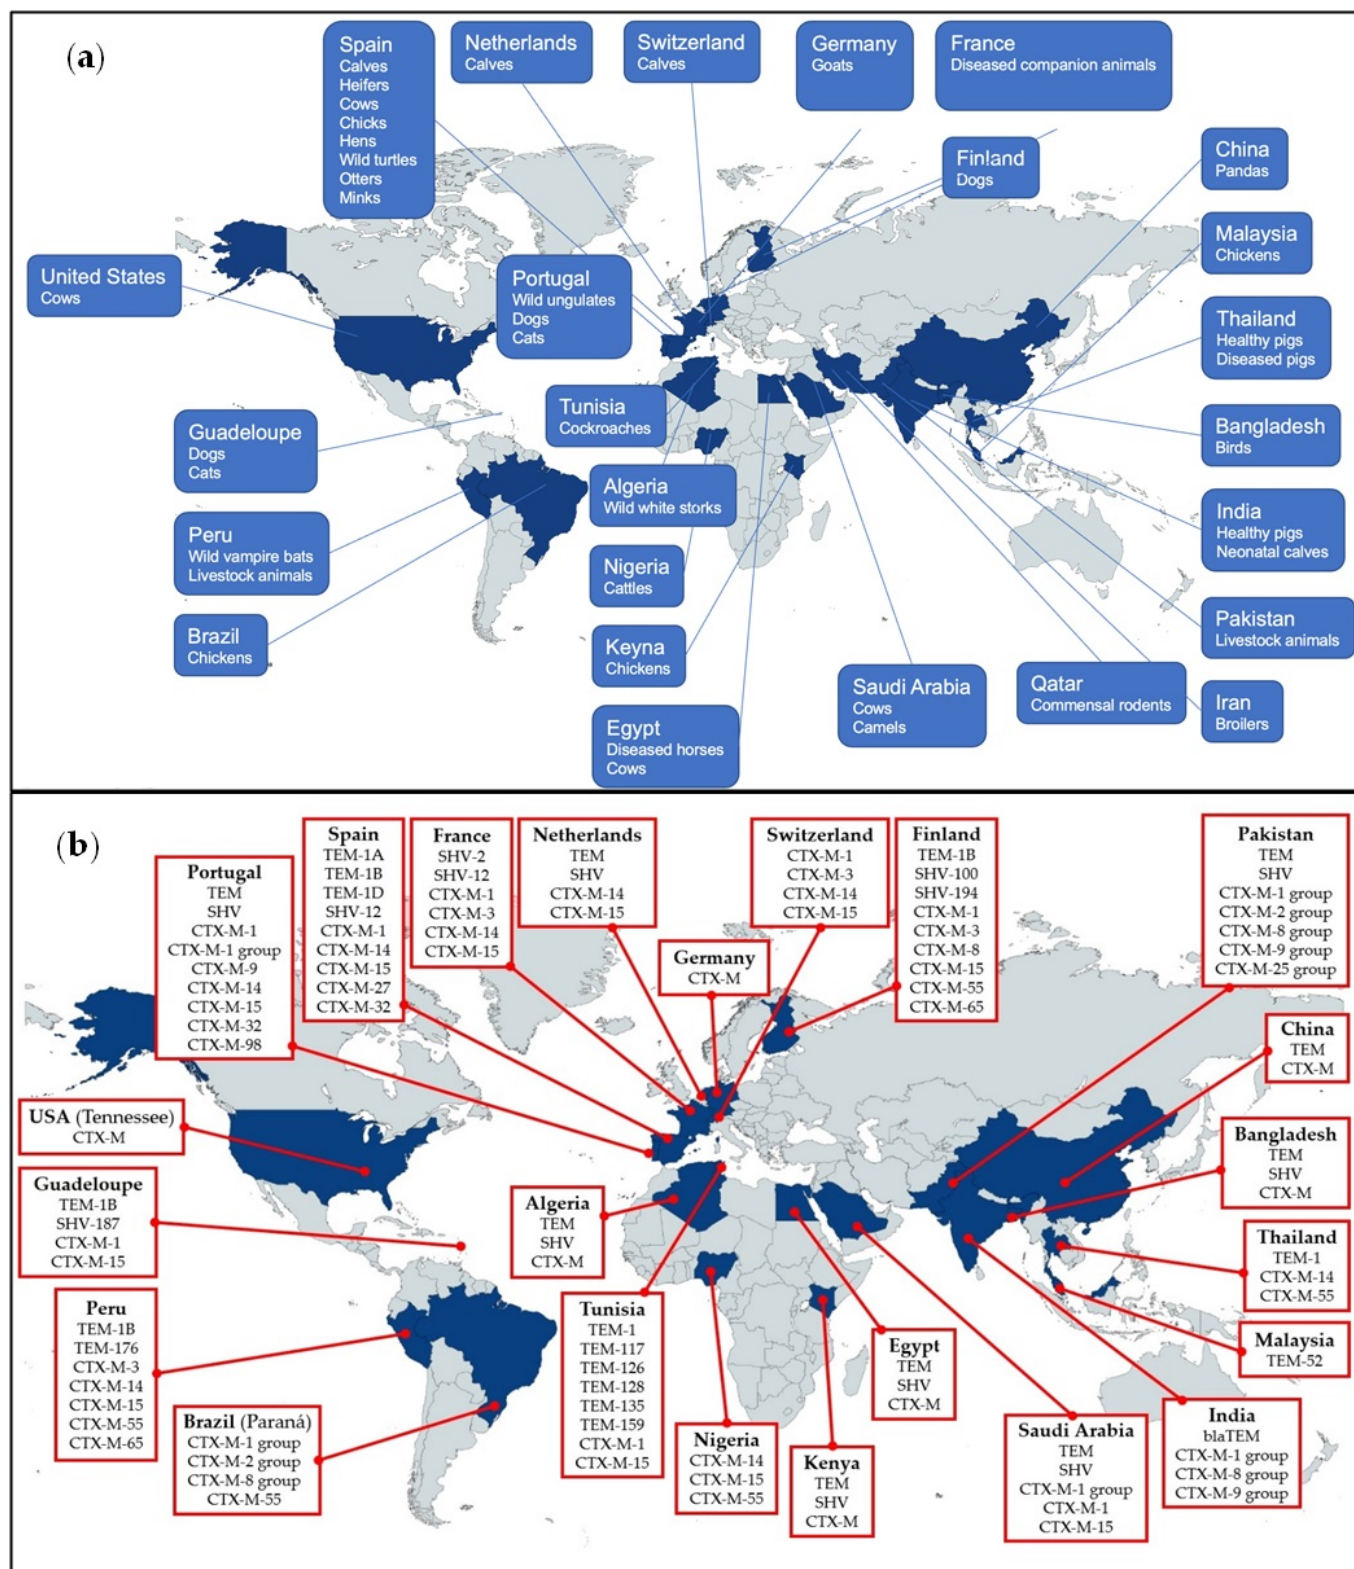 (a)
Spain
Calves
Heifers
Cows
Chicks
Hens
Wild turtles
Otters
Minks
Netherlands
Calves
Switzerland
Calves
Germany
Goats
France
Diseased companion animals
Finland
Dogs
China
Pandas
Malaysia
Chickens
United States
Cows
Portugal
Wild ungulates
Dogs
Cats
Thailand
Healthy pigs
Diseased pigs
Tunisia
Cockroaches
Guadeloupe
Dogs
Cats
Bangladesh
Birds
Algeria
Wild white storks
Peru
Wild vampire bats
Livestock animals
India
Healthy pigs
Neonatal calves
Nigeria
Cattles
Brazil
Chickens
Keyna
Chickens
Pakistan
Livestock animals
Saudi Arabia
Cows
Camels
Qatar
Commensal rodents
Iran
Broilers
Egypt
Diseased horses
Cows
(b)
Portugal
TEM
SHV
CTX-M-1
CTX-M-1 group
CTX-M-9
CTX-M-14
CTX-M-15
CTX-M-32
CTX-M-98
Spain
TEM-1A
TEM-1B
TEM-1D
SHV-12
CTX-M-1
CTX-M-14
CTX-M-15
CTX-M-27
CTX-M-32
France
SHV-2
SHV-12
CTX-M-1
CTX-M-3
CTX-M-14
CTX-M-15
Netherlands
TEM
SHV
CTX-M-14
CTX-M-15
Germany
CTX-M
Switzerland
CTX-M-1
CTX-M-3
CTX-M-14
CTX-M-15
Finland
TEM-1B
SHV-100
SHV-194
CTX-M-1
CTX-M-3
CTX-M-8
CTX-M-15
CTX-M-55
CTX-M-65
Pakistan
TEM
SHV
CTX-M-1 group
CTX-M-2 group
CTX-M-8 group
CTX-M-9 group
CTX-M-25 group
China
TEM
CTX-M
USA (Tennessee)
CTX-M
Bangladesh
TEM
SHV
CTX-M
Guadeloupe
TEM-1B
SHV-187
CTX-M-1
CTX-M-15
Algeria
TEM
SHV
CTX-M
Thailand
TEM-1
CTX-M-14
CTX-M-55
Peru
TEM-1B
TEM-176
CTX-M-3
CTX-M-14
CTX-M-15
CTX-M-55
CTX-M-65
Tunisia
TEM-1
TEM-117
TEM-126
TEM-128
TEM-135
TEM-159
CTX-M-1
CTX-M-15
Egypt
TEM
SHV
CTX-M
Malaysia
TEM-52
Brazil (Paraná)
CTX-M-1 group
CTX-M-2 group
CTX-M-8 group
CTX-M-55
Nigeria
CTX-M-14
CTX-M-15
CTX-M-55
Kenya
TEM
SHV
CTX-M
Saudi Arabia
TEM
SHV
CTX-M-1 group
CTX-M-1
CTX-M-15
India
blaTEM
CTX-M-1 group
CTX-M-8 group
CTX-M-9 group